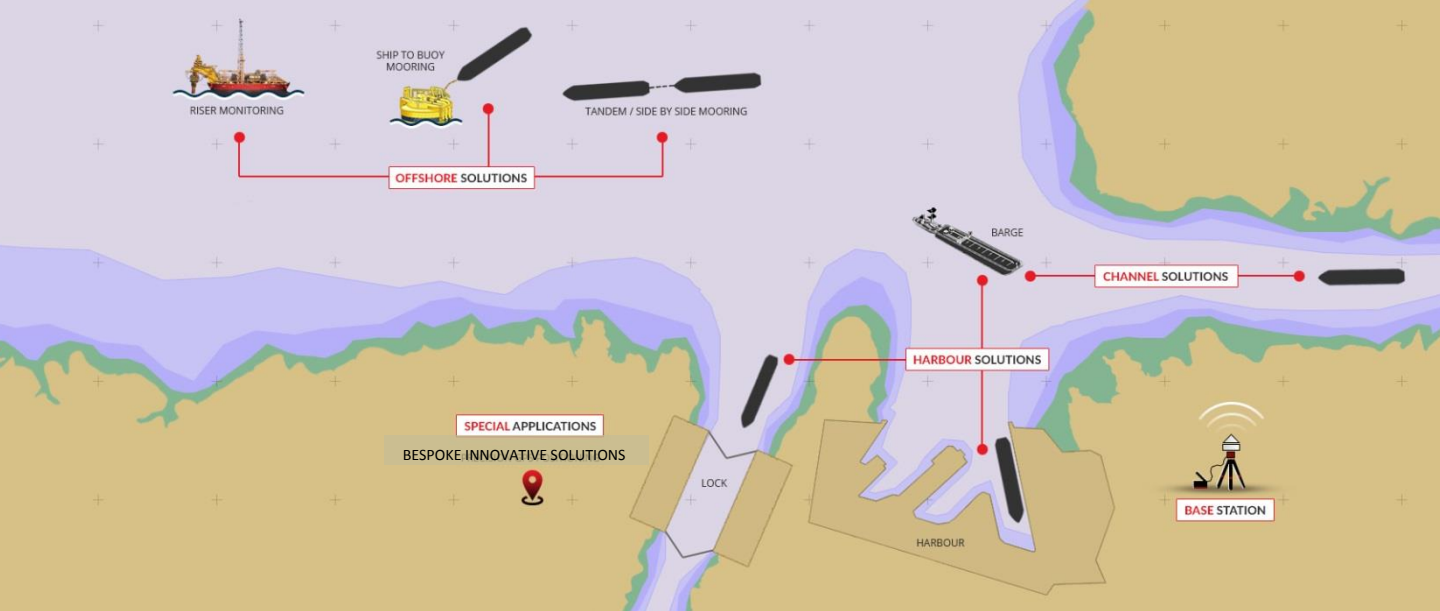 SHIP TO BUOY
MOORING
RISER MONITORING
TANDEM / SIDE BY SIDE MOORING
OFFSHORE SOLUTIONS
BARGE
CHANNEL SOLUTIONS
HARBOUR SOLUTIONS
SPECIAL APPLICATIONS
BESPOKE INNOVATIVE SOLUTIONS
LOCK
HARBOUR
BASE STATION